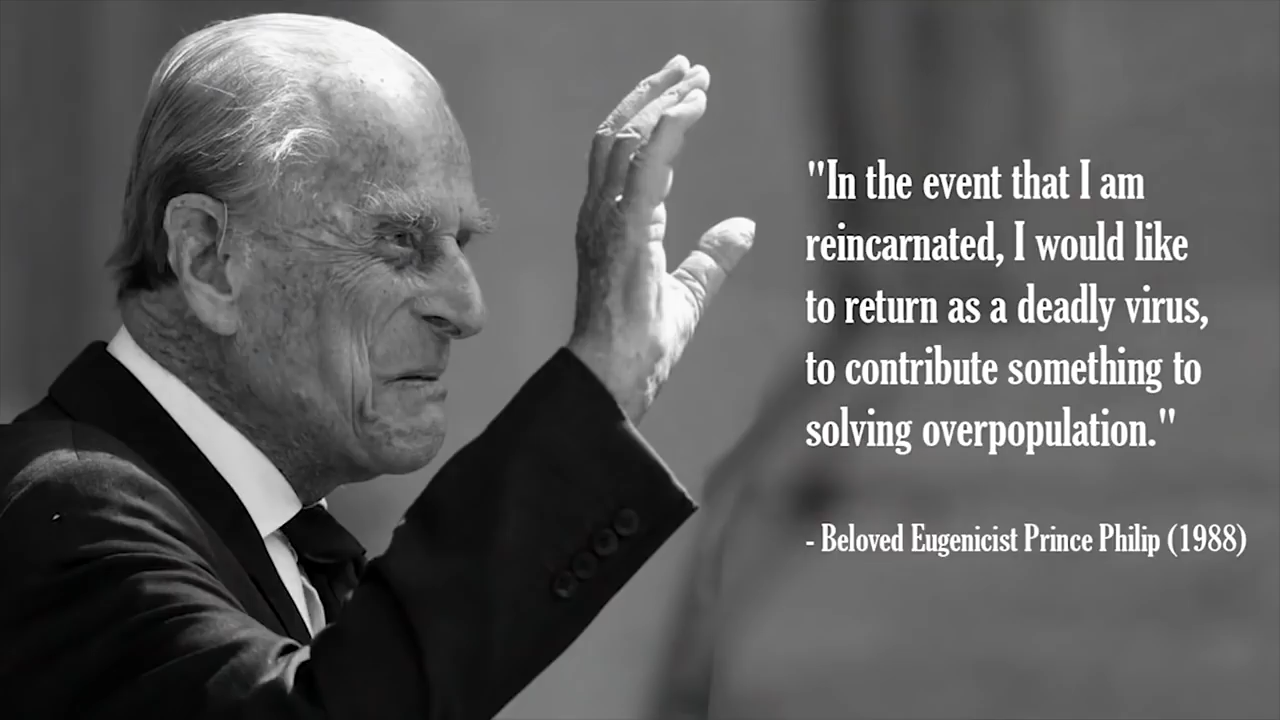 "In the event that I am
reincarnated, I would like
to return as a deadly virus,
to contribute something to
solving overpopulation."
- Beloved Eugenicist Prince Philip (1988)